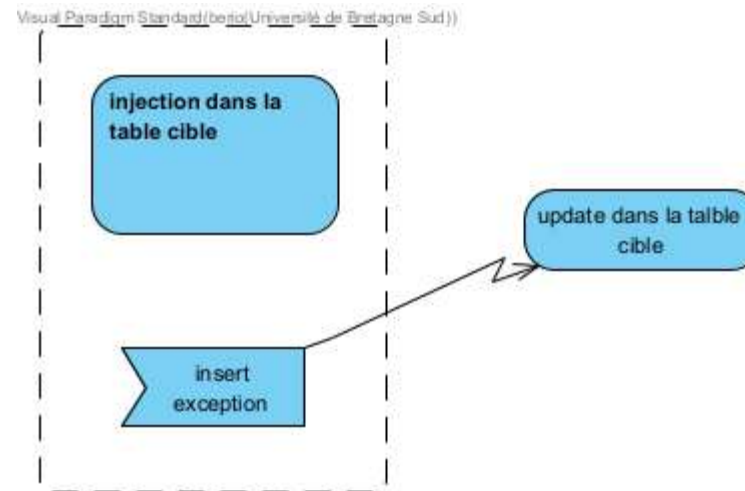 Visual Paradigm Standard(berio(Université de Bretagne Sud))
injection dans la
table cible
update dans la talble
cible
insert
exception